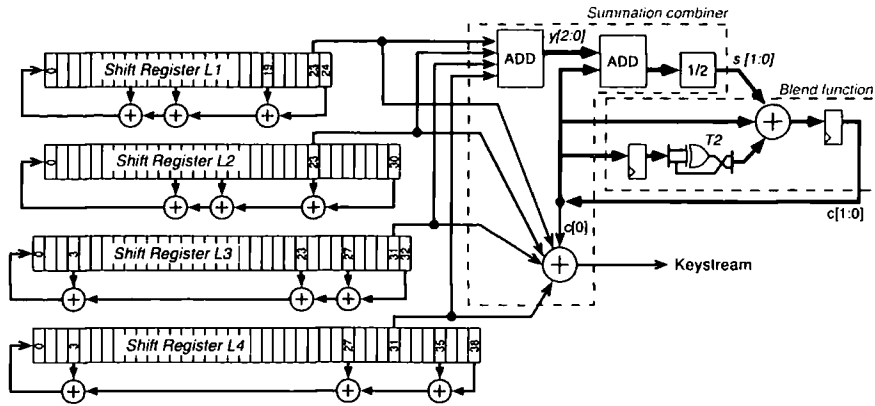 Summation combiner
y[2:0]
ADD
ADD
1/2
s [1:0]
Blend function
0
Shift Register L1
19
23
24
T2
0
Shift Register L2
23
30
c[1:0]
c[0]
0
3
Shift Register L3
23
27
31
32
Keystream
0
3
Shift Register L4
27
31
35
38